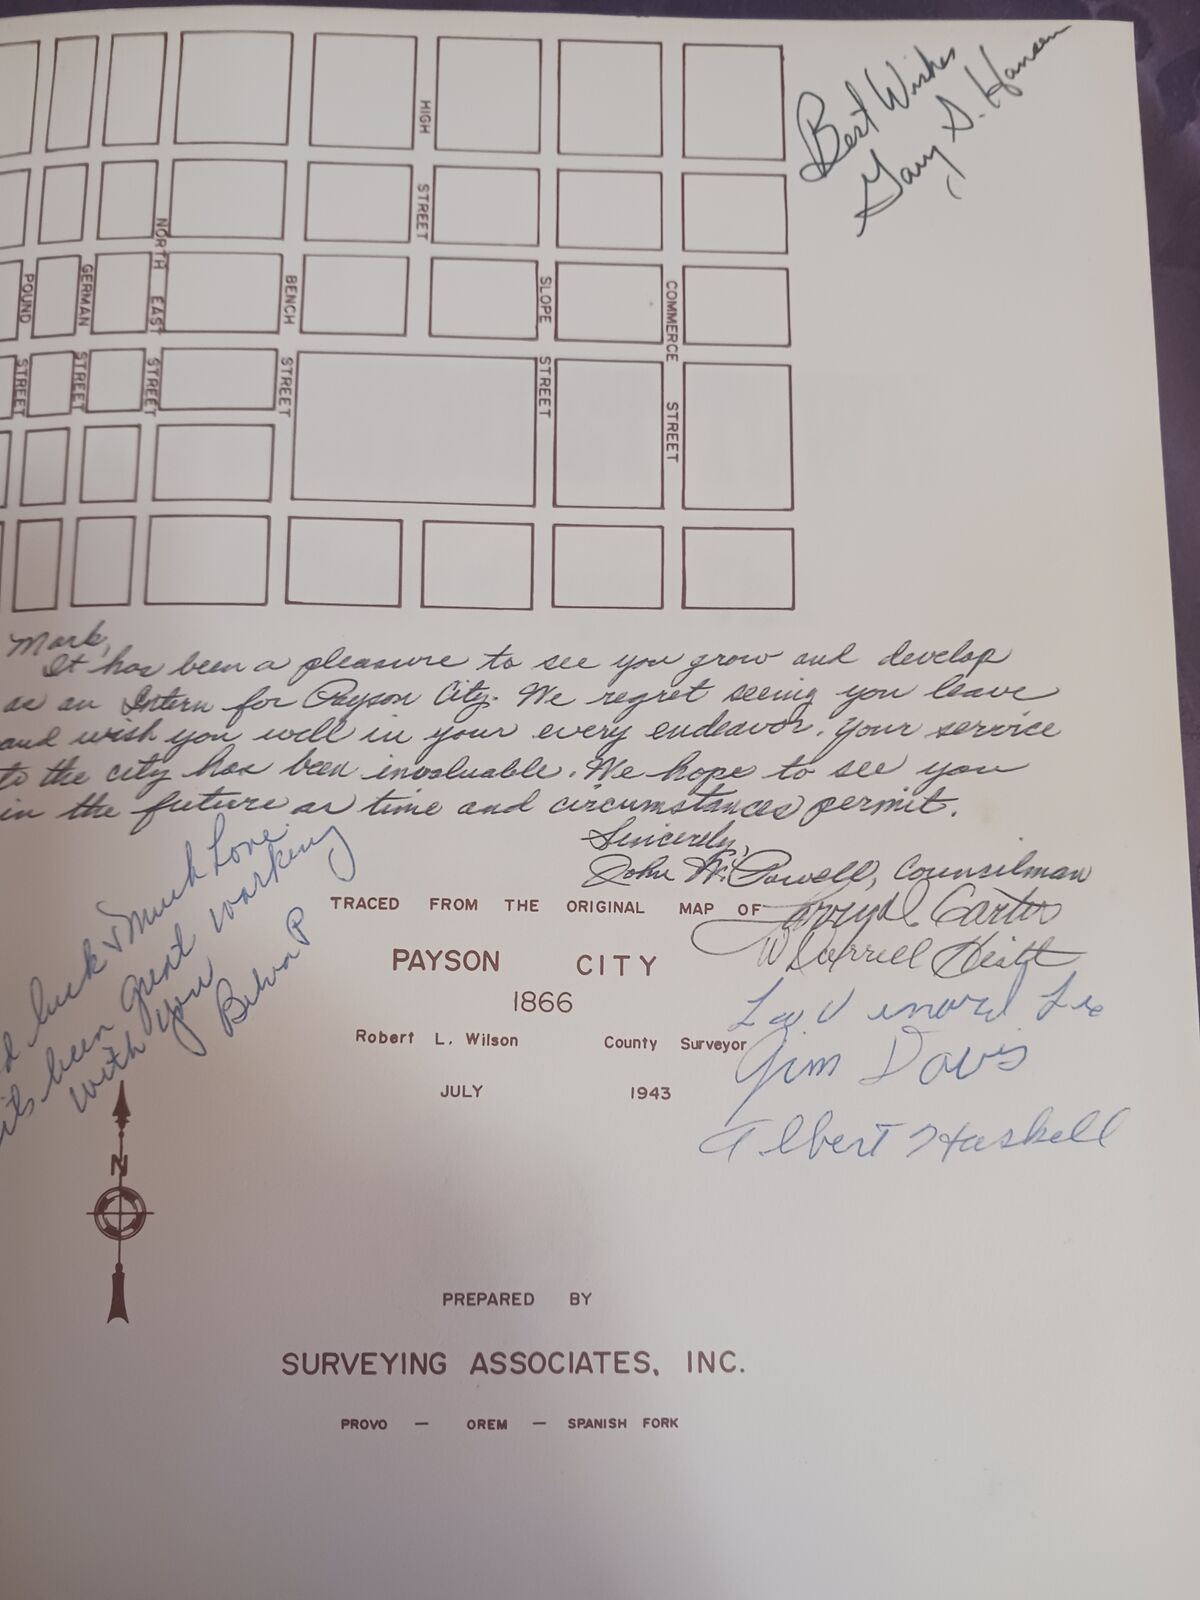 Best Wishes
Gary S. Hansen
HIGH STREET
NORTH EAST STREET
POUND STREET
GERMAN STREET
BENCH STREET
SLOPE STREET
COMMERCE STREET
Mark,
It has been a pleasure to see you grow and develop
as an Intern for Payson City. We regret seeing you leave
and wish you well in your every endeavor. Your service
to the city has been invaluable. We hope to see you
in the future as time and circumstances permit.
Sincerely,
John W. Powell, Counsilman
luck & Much Love
its been great working
with you
Belva P
TRACED FROM THE ORIGINAL MAP OF
Carter
PAYSON CITY
1866
Robert L. Wilson County Surveyor
Jim Davis
JULY 1943
Albert Haskell
N
PREPARED BY
SURVEYING ASSOCIATES, INC.
PROVO — OREM — SPANISH FORK